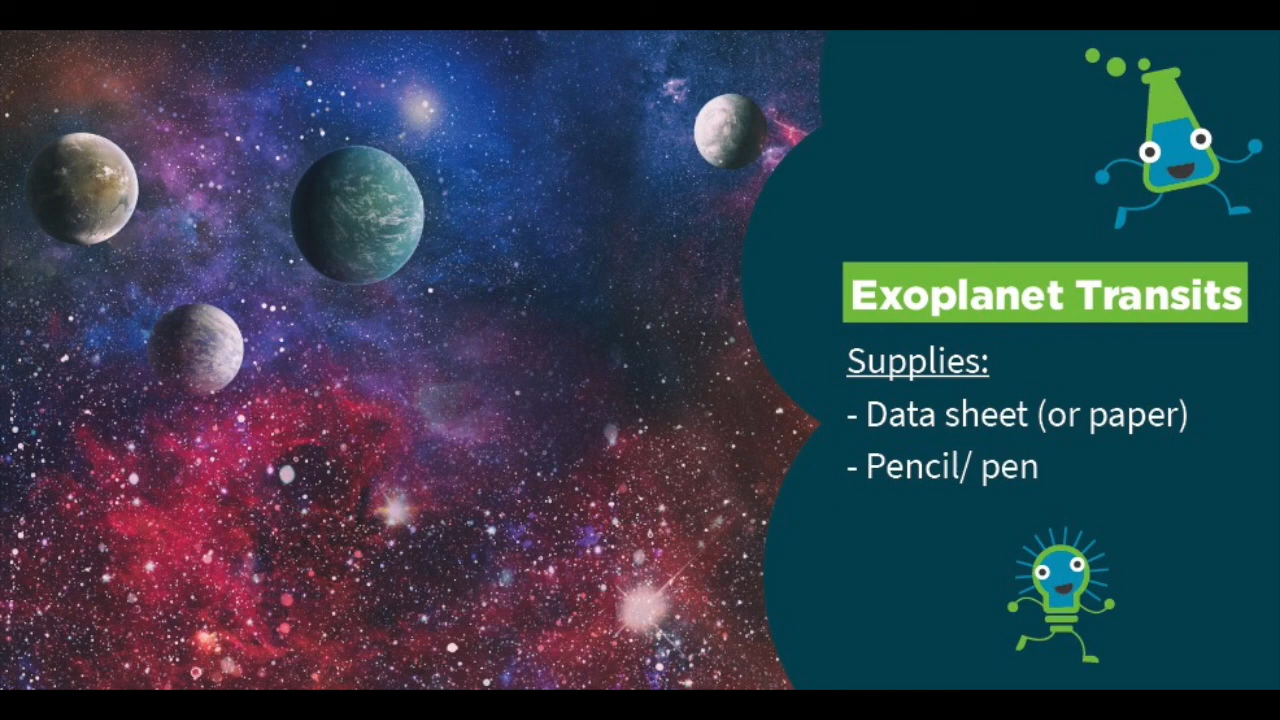 Exoplanet Transits
Supplies:
- Data sheet (or paper)
- Pencil/ pen